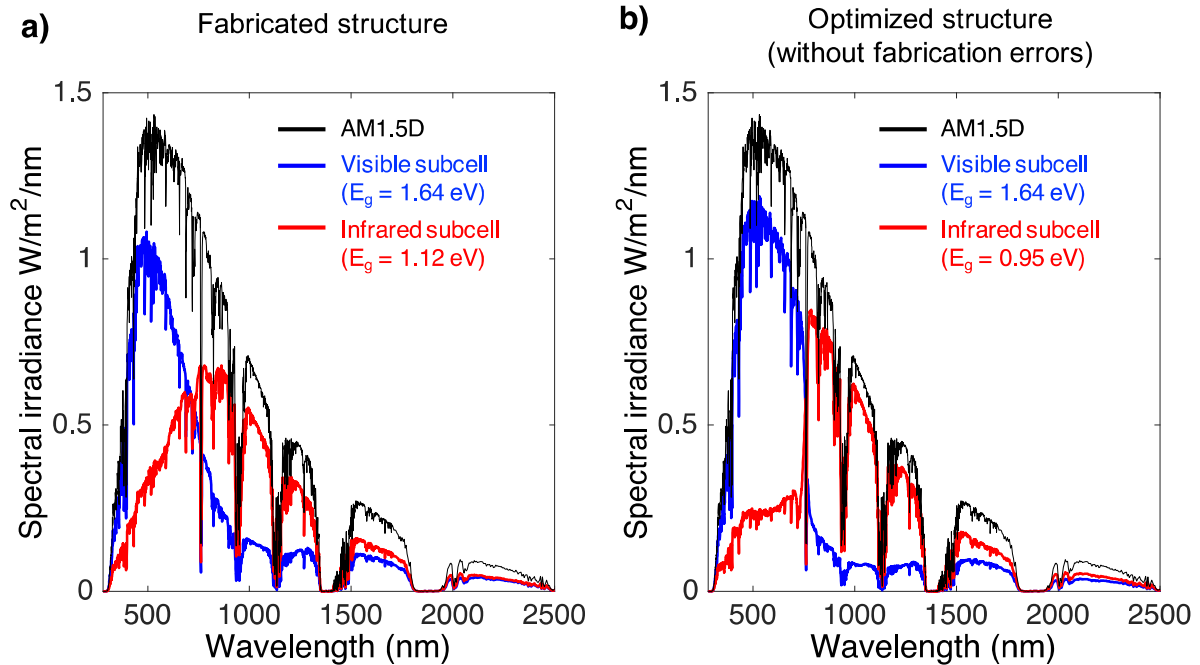 a)
Fabricated structure
1.5
1
0.5
0
Spectral irradiance W/m²/nm
AM1.5D
Visible subcell
(E_g = 1.64 eV)
Infrared subcell
(E_g = 1.12 eV)
500 1000 1500 2000 2500
Wavelength (nm)
b)
Optimized structure
(without fabrication errors)
1.5
1
0.5
0
Spectral irradiance W/m²/nm
AM1.5D
Visible subcell
(E_g = 1.64 eV)
Infrared subcell
(E_g = 0.95 eV)
500 1000 1500 2000 2500
Wavelength (nm)